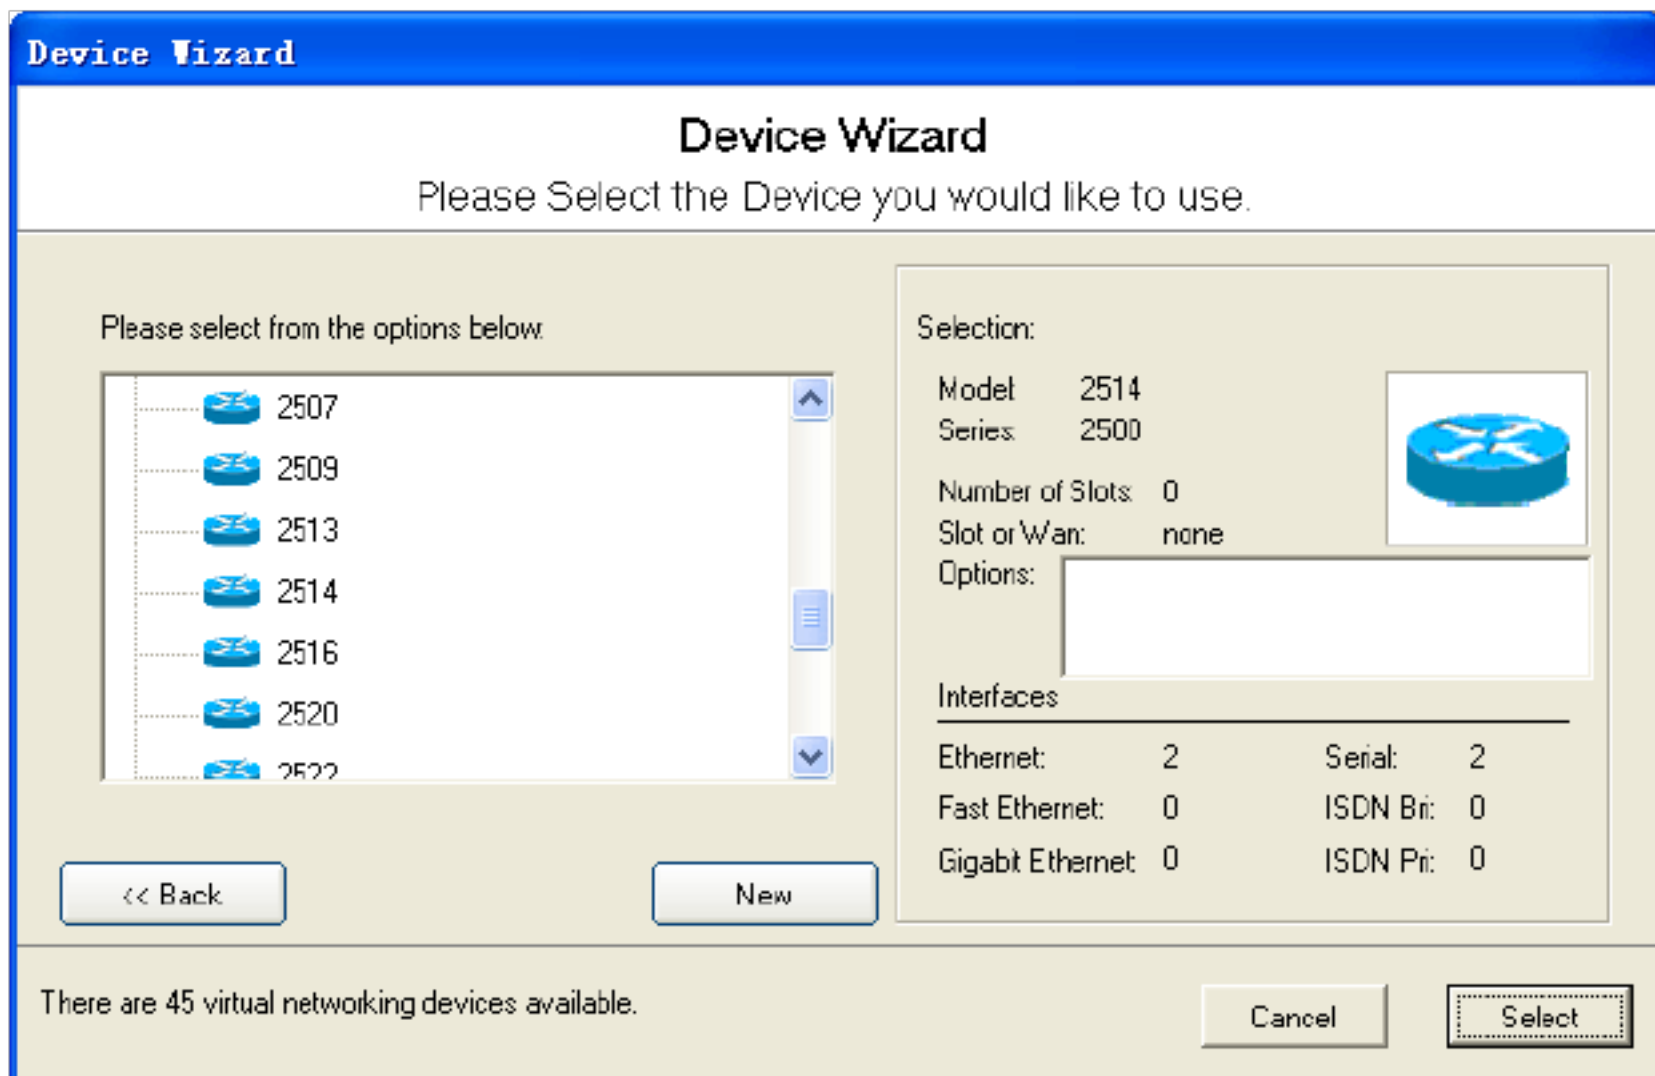 Device Wizard
Device Wizard
Please Select the Device you would like to use.
Please select from the options below:
2507
2509
2513
2514
2516
2520
2522
<< Back
New
Selection:
Model: 2514
Series: 2500
Number of Slots: 0
Slot or Wan: none
Options:
Interfaces
Ethernet: 2 Serial: 2
Fast Ethernet: 0 ISDN Bri: 0
Gigabit Ethernet: 0 ISDN Pri: 0
There are 45 virtual networking devices available.
Cancel
Select